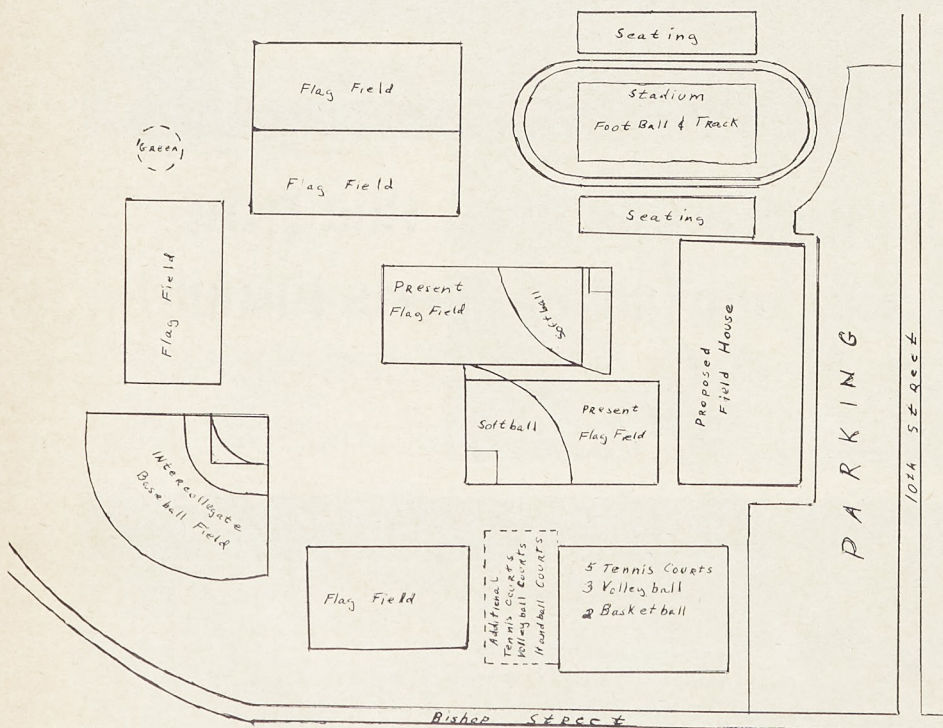 Seating
Flag Field
Stadium
Foot Ball & Track
GREEN
Flag Field
Seating
Flag Field
PResent
Flag Field
Softball
PROPOSED
Field House
PARKING
10th Street
Softball
PResent
Flag Field
INtercollegate
Baseball Field
Flag Field
Additional
Tennis COURTS
Volleyball COURTS
Handball COURTS
5 Tennis COURTS
3 Volleyball
2 Basketball
Bishop Street